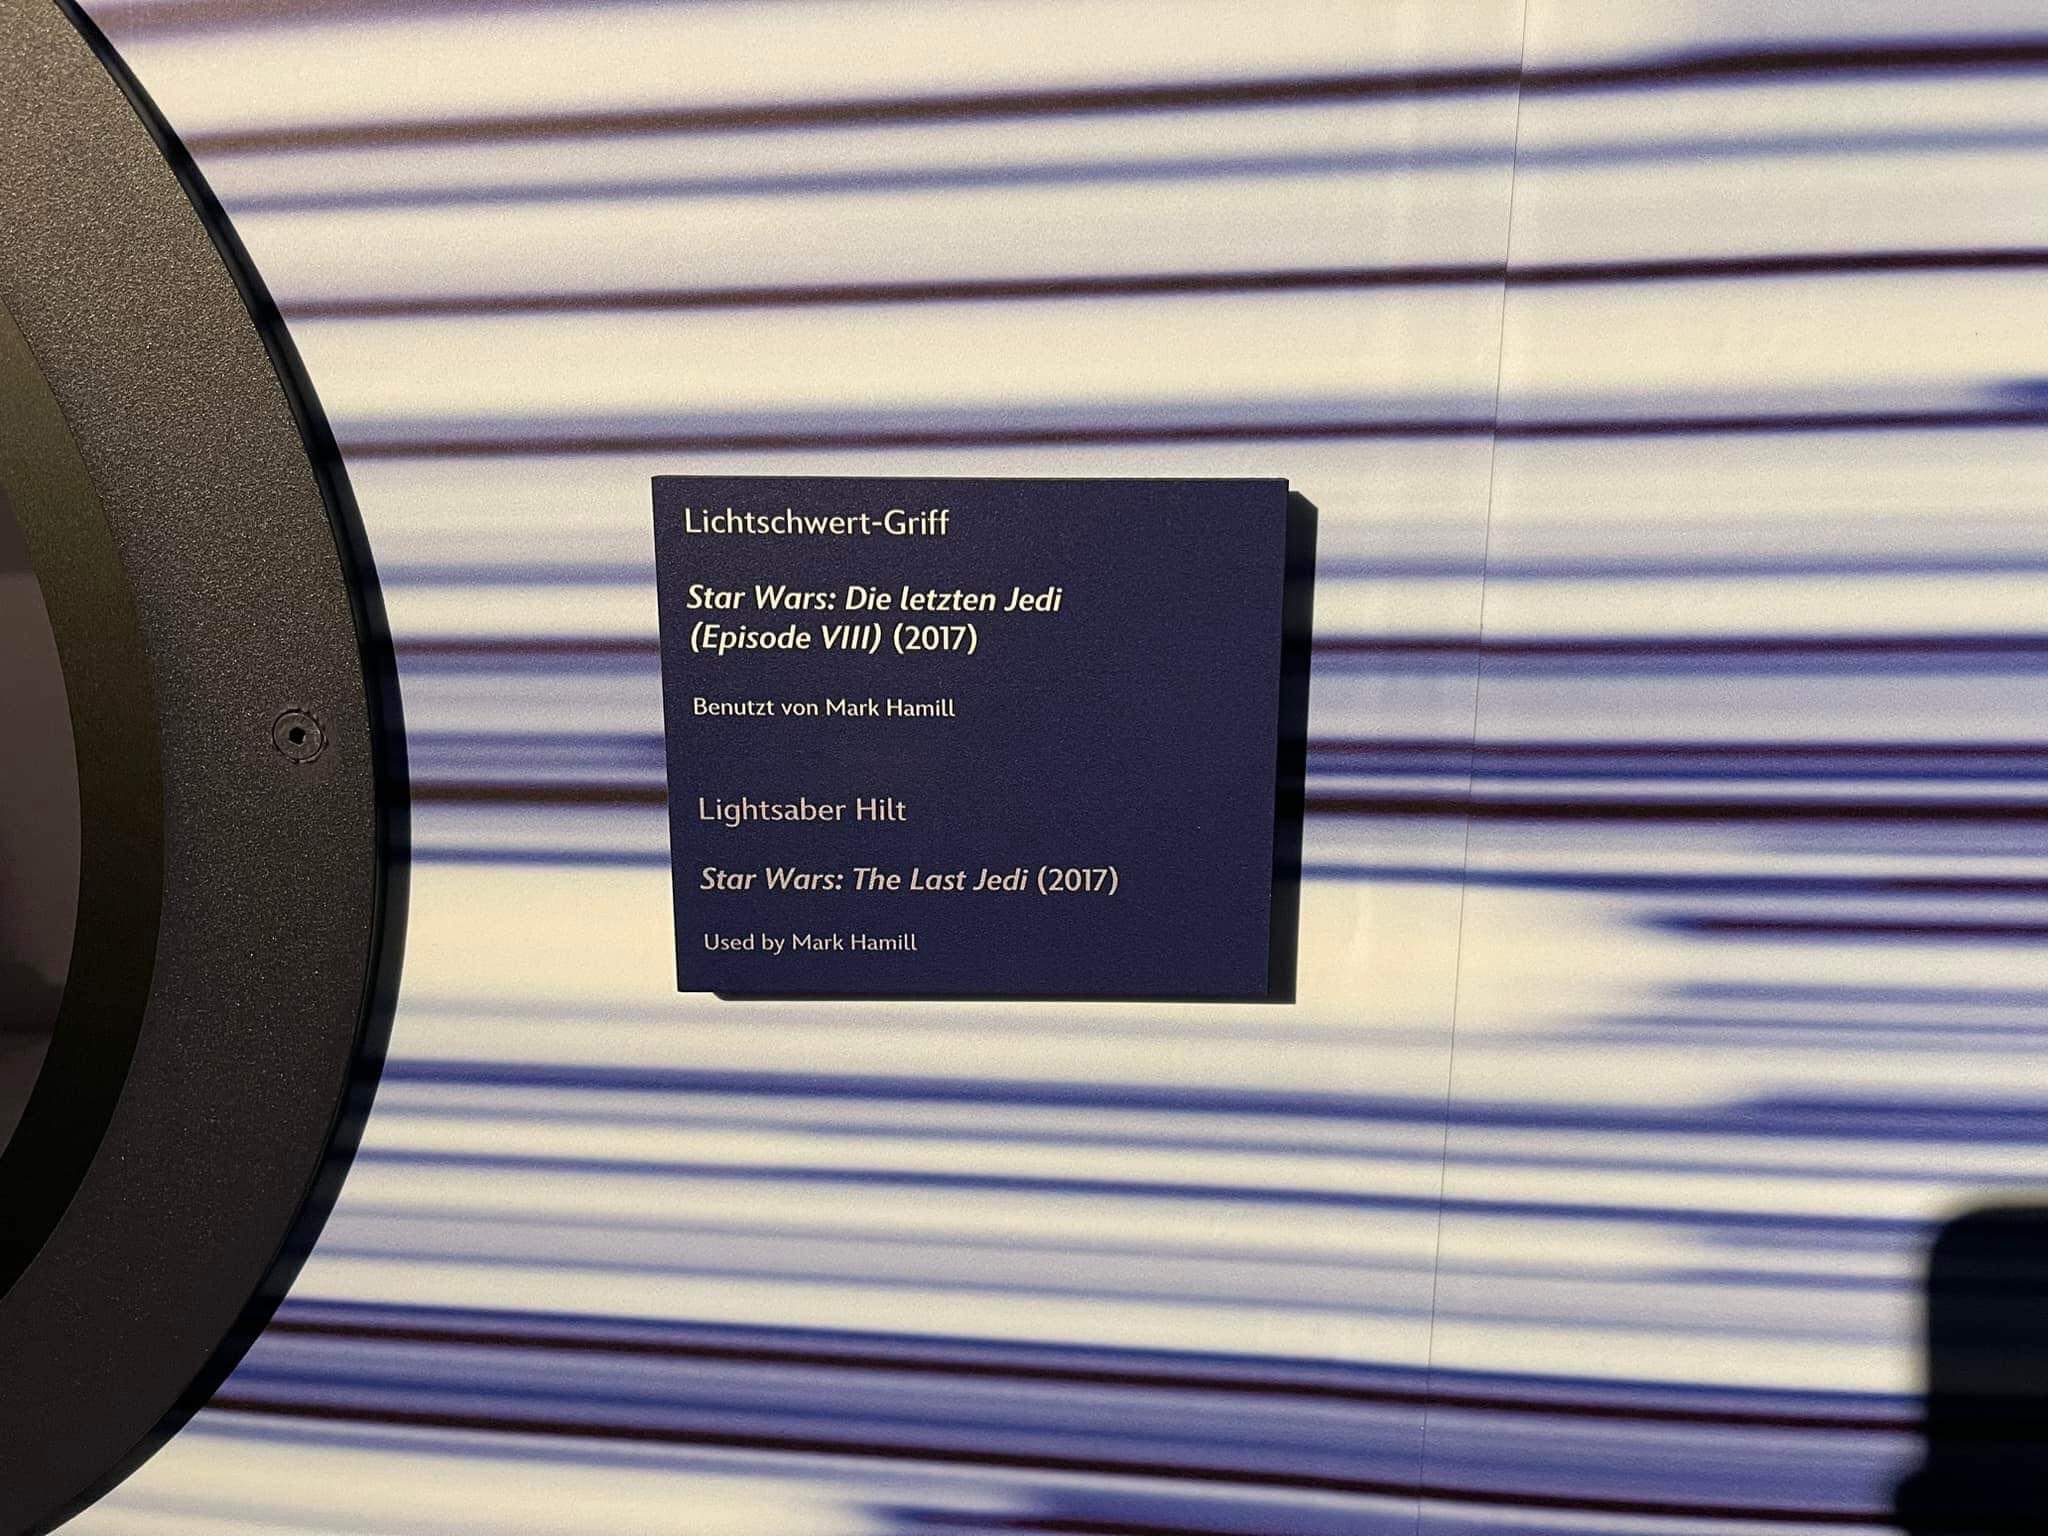 Lichtschwert-Griff
Star Wars: Die letzten Jedi
(Episode VIII) (2017)
Benutzt von Mark Hamill
Lightsaber Hilt
Star Wars: The Last Jedi (2017)
Used by Mark Hamill